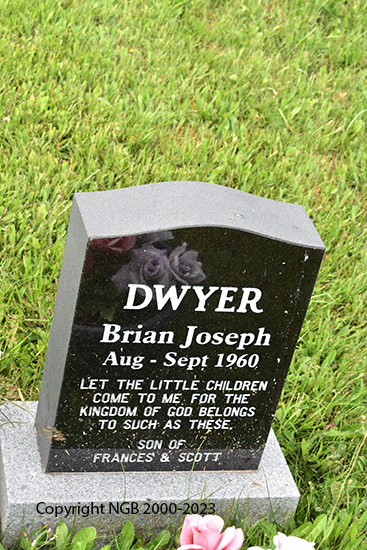 DWYER
Brian Joseph
Aug - Sept 1960
LET THE LITTLE CHILDREN
COME TO ME, FOR THE
KINGDOM OF GOD BELONGS
TO SUCH AS THESE.
SON OF
FRANCES & SCOTT
Copyright NGB 2000-2023